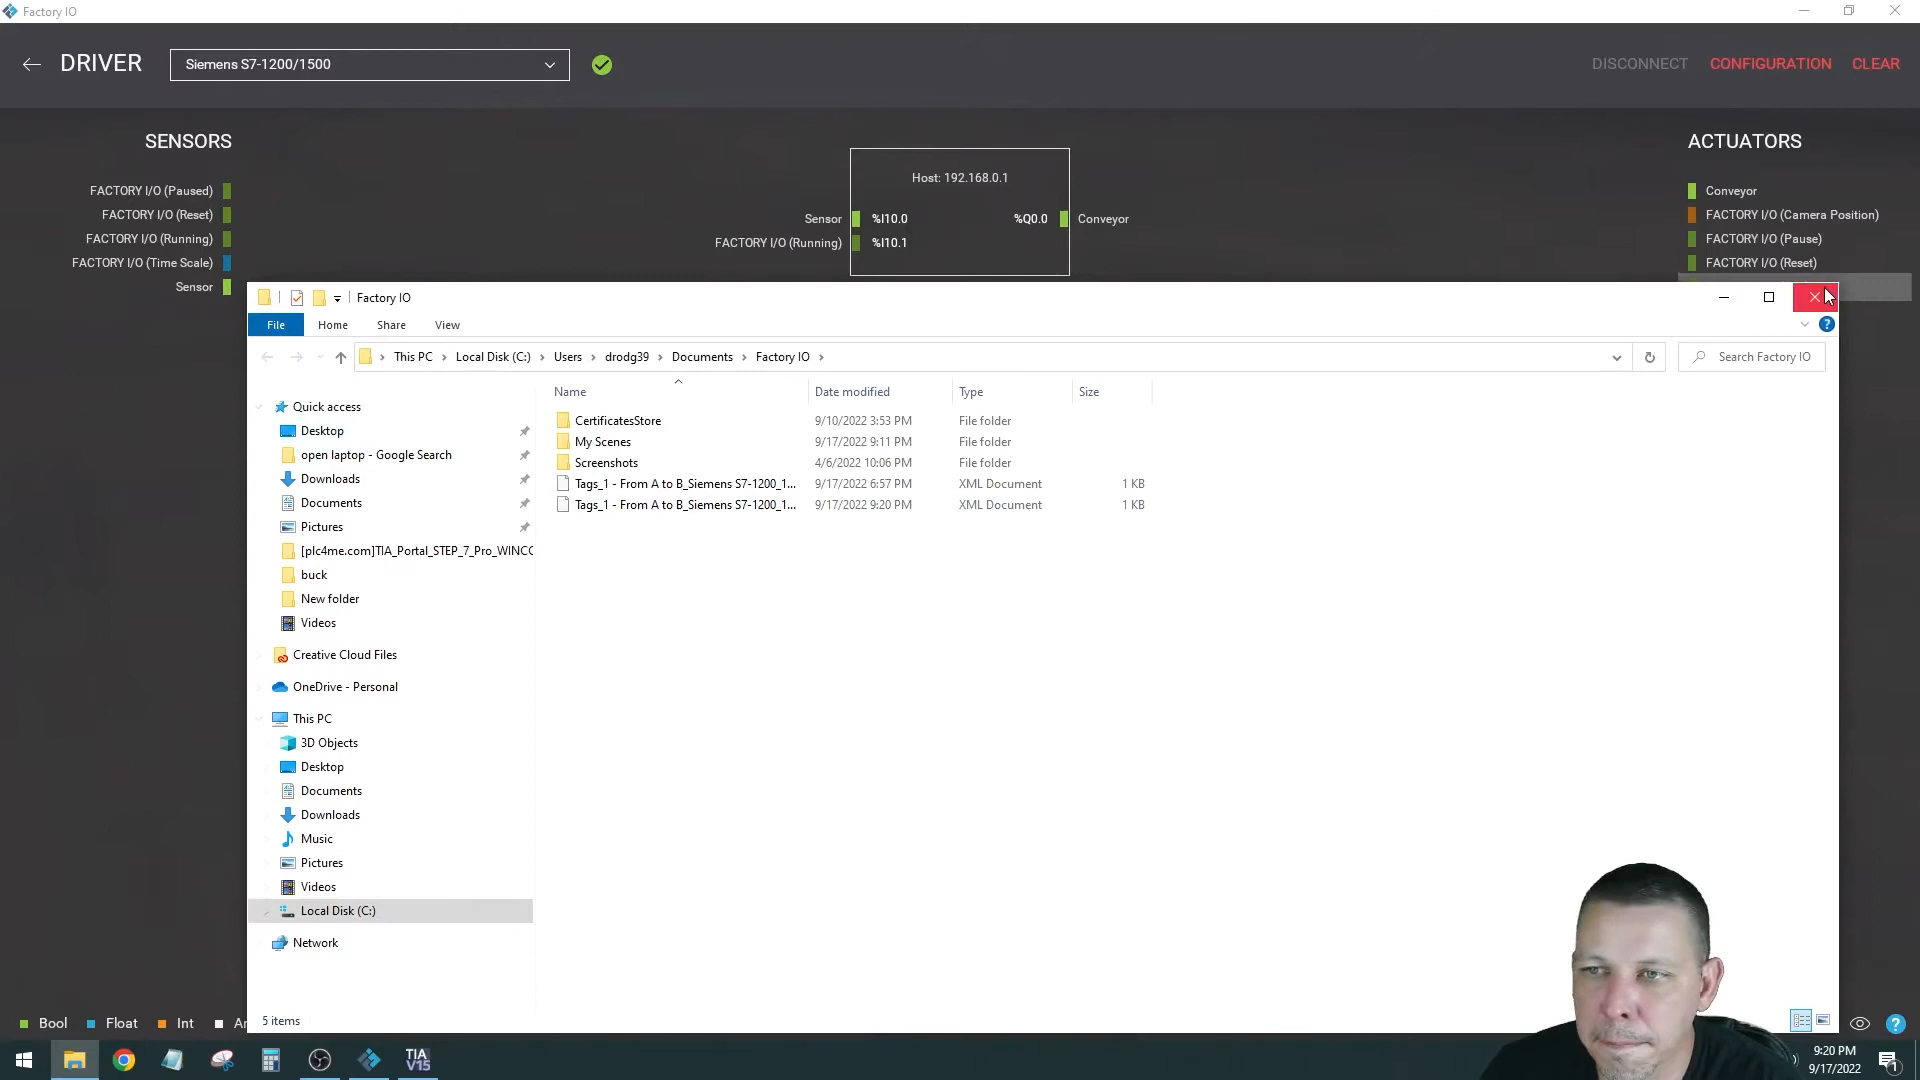 Factory IO
DRIVER
Siemens S7-1200/1500
DISCONNECT
CONFIGURATION
CLEAR
SENSORS
FACTORY I/O (Paused)
FACTORY I/O (Reset)
FACTORY I/O (Running)
FACTORY I/O (Time Scale)
Sensor
Host: 192.168.0.1
Sensor %I10.0 %Q0.0 Conveyor
FACTORY I/O (Running) %I10.1
ACTUATORS
Conveyor
FACTORY I/O (Camera Position)
FACTORY I/O (Pause)
FACTORY I/O (Reset)
Factory IO
File Home Share View
This PC Local Disk (C:) Users drodg39 Documents Factory IO
Search Factory IO
Quick access
Desktop
open laptop - Google Search
Downloads
Documents
Pictures
[plc4me.com]TIA_Portal_STEP_7_Pro_WINCC
buck
New folder
Videos
Creative Cloud Files
OneDrive - Personal
This PC
3D Objects
Desktop
Documents
Downloads
Music
Pictures
Videos
Local Disk (C:)
Network
Name Date modified Type Size
CertificatesStore 9/10/2022 3:53 PM File folder
My Scenes 9/17/2022 9:11 PM File folder
Screenshots 4/6/2022 10:06 PM File folder
Tags_1 - From A to B_Siemens S7-1200_1... 9/17/2022 6:57 PM XML Document 1 KB
Tags_1 - From A to B_Siemens S7-1200_1... 9/17/2022 9:20 PM XML Document 1 KB
5 items
Bool Float Int
TIA
V15
9:20 PM
9/17/2022
1